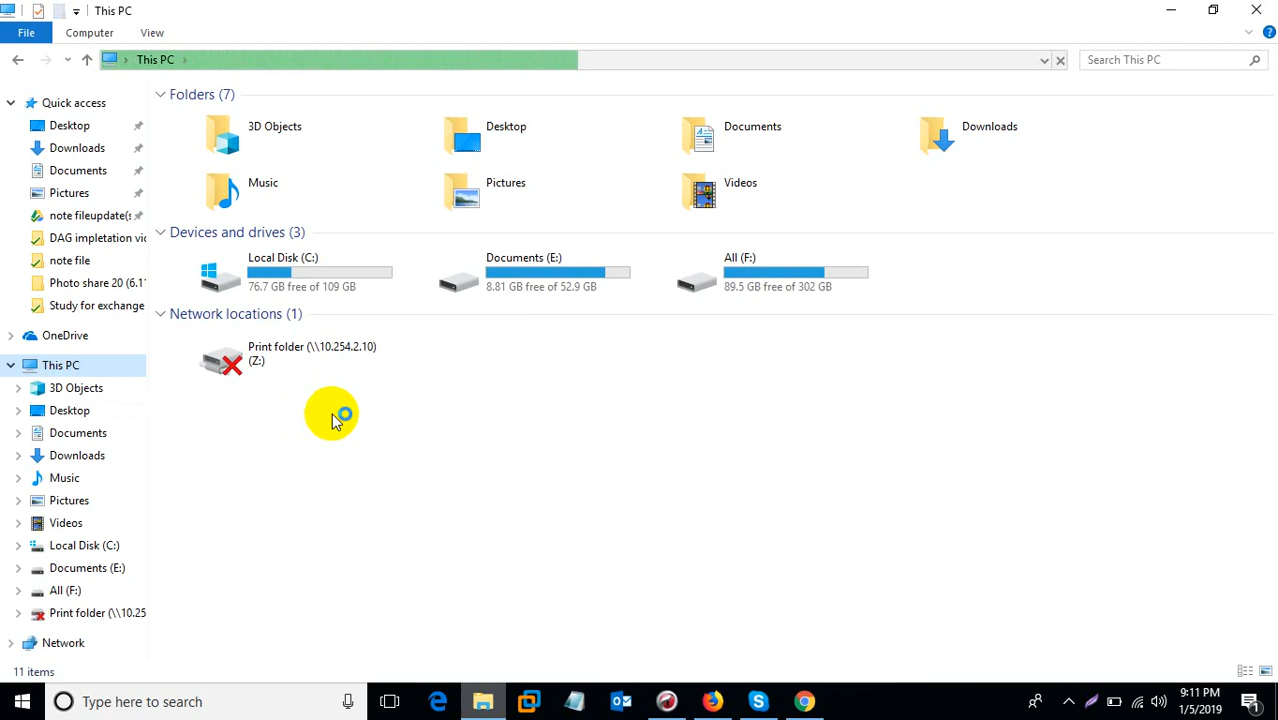 This PC
File
Computer
View
This PC
Search This PC
Quick access
Desktop
Downloads
Documents
Pictures
note fileupdate(s
DAG impletation vic
note file
Photo share 20 (6.11
Study for exchange
OneDrive
This PC
3D Objects
Desktop
Documents
Downloads
Music
Pictures
Videos
Local Disk (C:)
Documents (E:)
All (F:)
Print folder (\\10.25
Network
Folders (7)
3D Objects
Desktop
Documents
Downloads
Music
Pictures
Videos
Devices and drives (3)
Local Disk (C:)
76.7 GB free of 109 GB
Documents (E:)
8.81 GB free of 52.9 GB
All (F:)
89.5 GB free of 302 GB
Network locations (1)
Print folder (\\10.254.2.10)
(Z:)
11 items
Type here to search
9:11 PM
1/5/2019
1